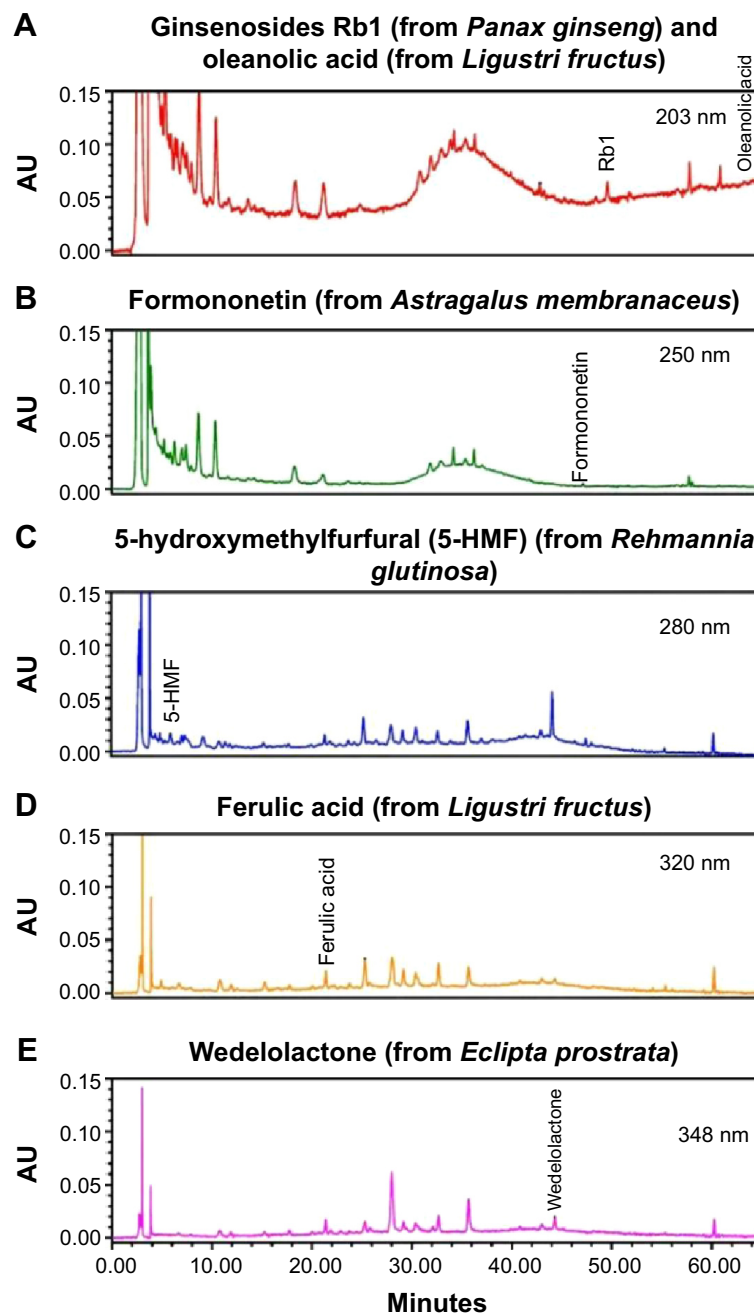 A
Ginsenosides Rb1 (from Panax ginseng) and
oleanolic acid (from Ligustri fructus)
0.15
0.10
0.05
0.00
AU
203 nm
Rb1
Oleanolic acid
B
Formononetin (from Astragalus membranaceus)
0.15
0.10
0.05
0.00
AU
250 nm
Formononetin
C
5-hydroxymethylfurfural (5-HMF) (from Rehmannia
glutinosa)
0.15
0.10
0.05
0.00
AU
280 nm
5-HMF
D
Ferulic acid (from Ligustri fructus)
0.15
0.10
0.05
0.00
AU
320 nm
Ferulic acid
E
Wedelolactone (from Eclipta prostrata)
0.15
0.10
0.05
0.00
AU
348 nm
Wedelolactone
0.00 10.00 20.00 30.00 40.00 50.00 60.00
Minutes